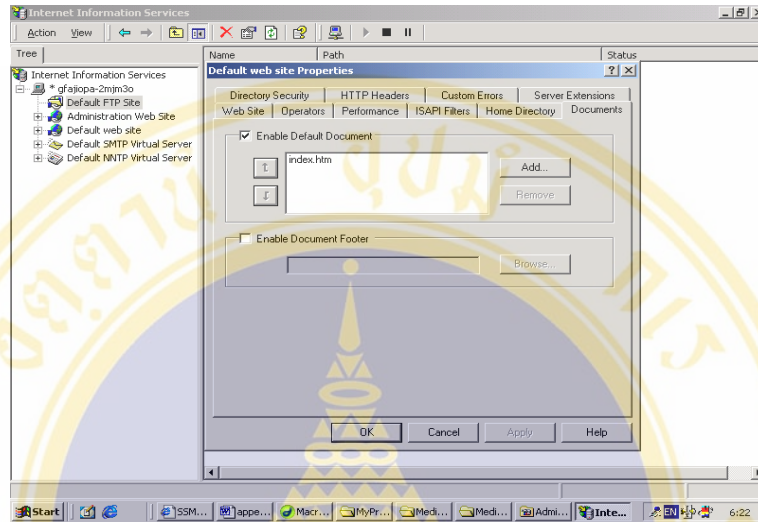 Internet Information Services
Action View
Tree
Name Path Status
Internet Information Services
* gfajiopa-2mjm3o
Default FTP Site
Administration Web Site
Default web site
Default SMTP Virtual Server
Default NNTP Virtual Server
Default web site Properties
Directory Security HTTP Headers Custom Errors Server Extensions
Web Site Operators Performance ISAPI Filters Home Directory Documents
Enable Default Document
index.htm
Add...
Remove
Enable Document Footer
Browse...
OK Cancel Apply Help
Start SSM... appe... Macr... MyPr... Medi... Medi... Admi... Inte... EN 6:22